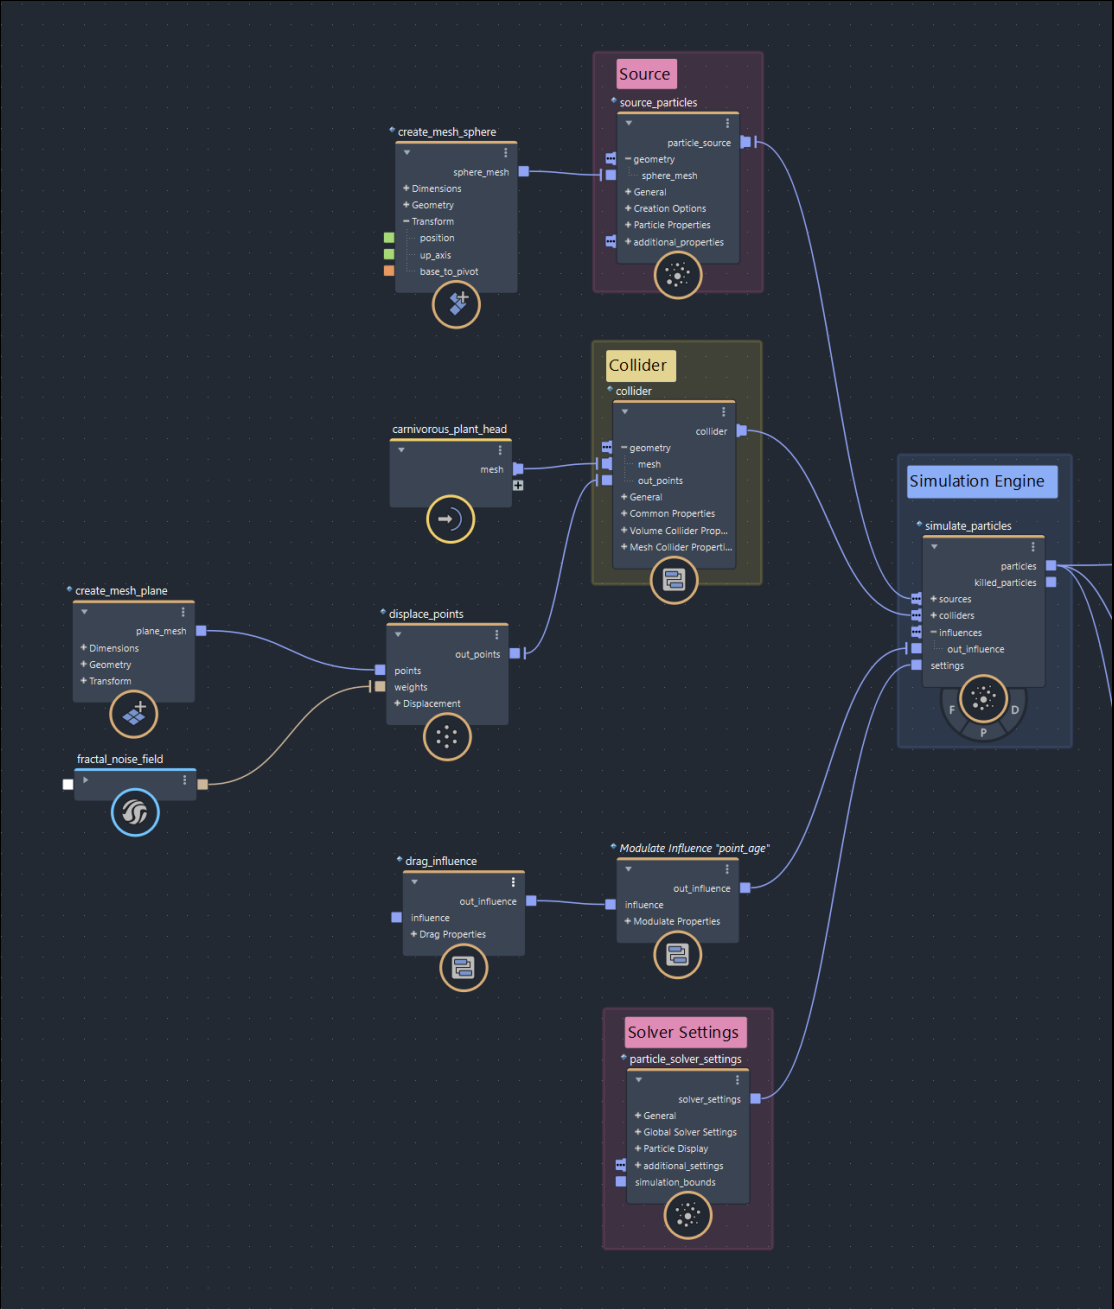 Source
source_particles
particle_source
geometry
sphere_mesh
General
Creation Options
Particle Properties
additional_properties
create_mesh_sphere
sphere_mesh
Dimensions
Geometry
Transform
position
up_axis
base_to_pivot
Collider
collider
collider
geometry
mesh
out_points
General
Common Properties
Volume Collider Prop...
Mesh Collider Properti...
carnivorous_plant_head
mesh
Simulation Engine
simulate_particles
particles
killed_particles
sources
colliders
influences
out_influence
settings
F
D
P
create_mesh_plane
plane_mesh
Dimensions
Geometry
Transform
displace_points
out_points
points
weights
Displacement
fractal_noise_field
drag_influence
out_influence
influence
Drag Properties
Modulate Influence "point_age"
out_influence
influence
Modulate Properties
Solver Settings
particle_solver_settings
solver_settings
General
Global Solver Settings
Particle Display
additional_settings
simulation_bounds